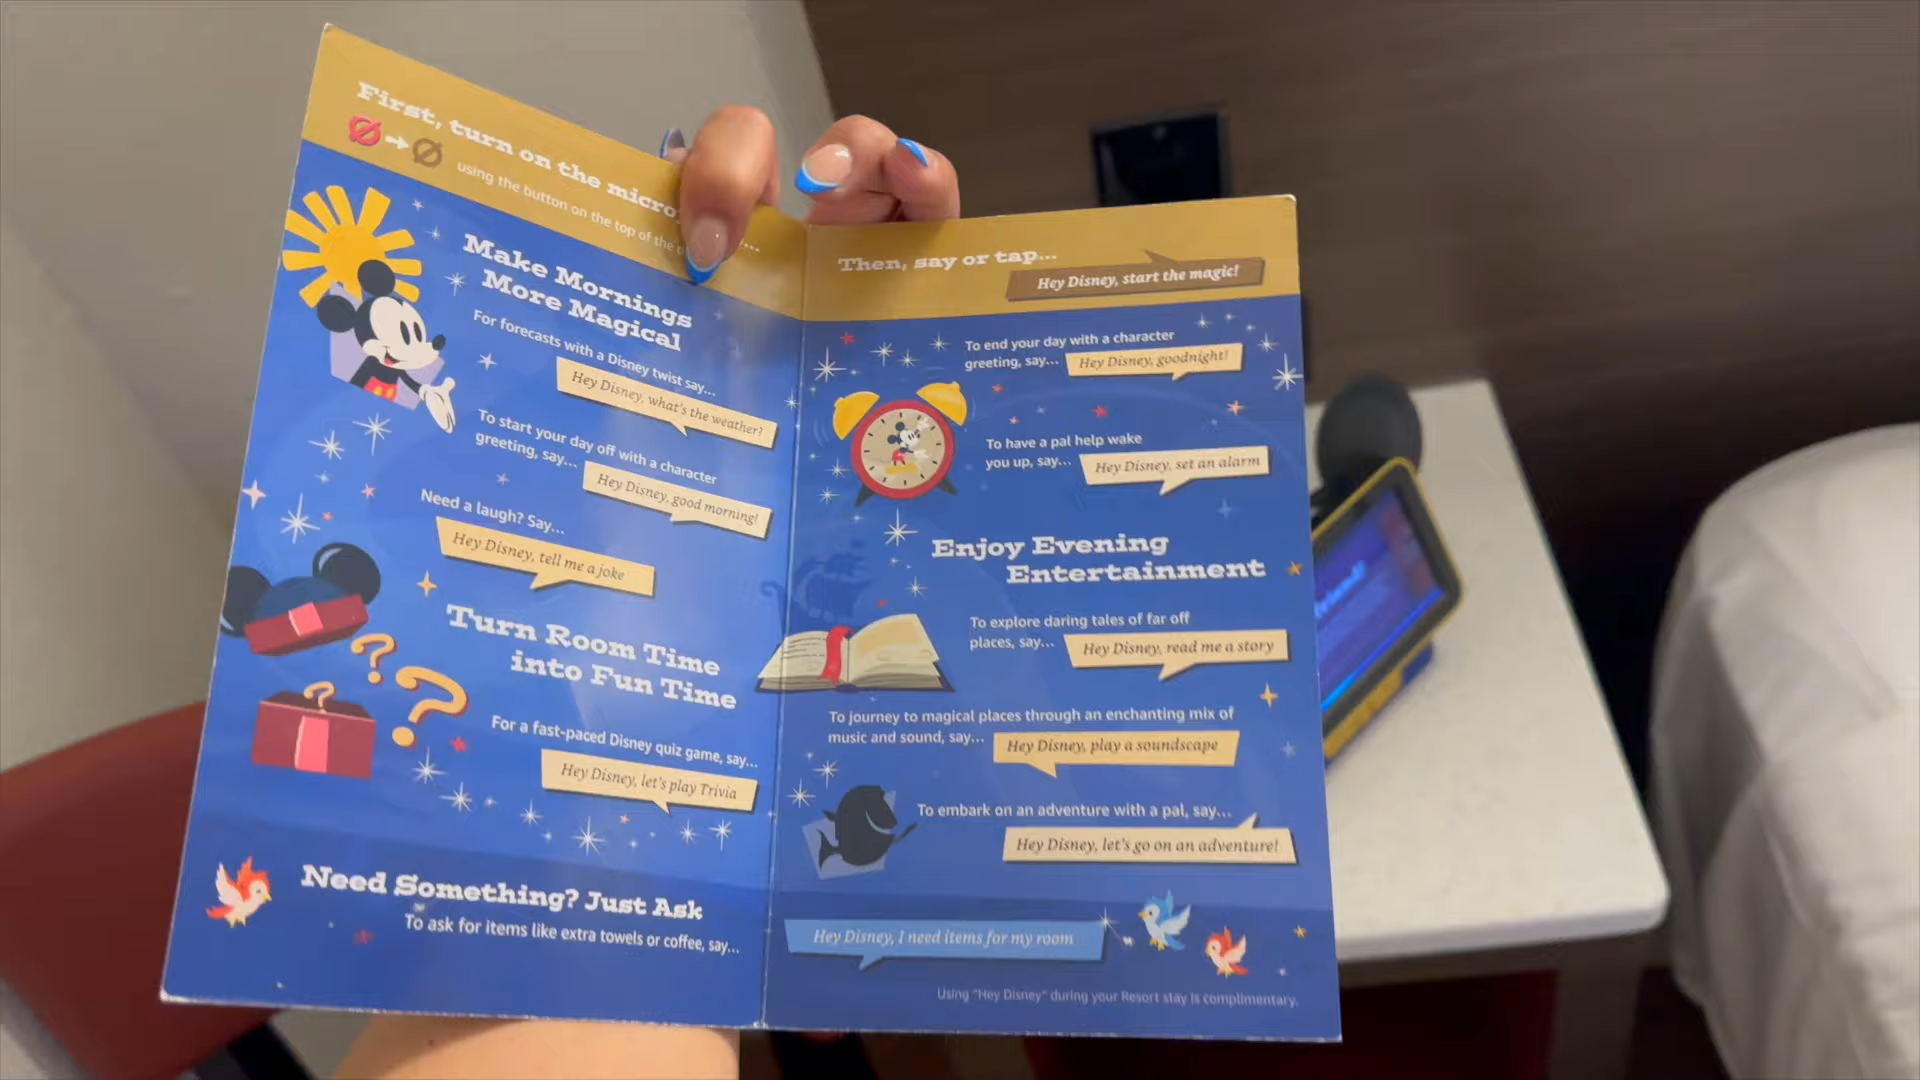 First, turn on the
using the button on the top of the
Make Mornings
More Magical
For forecasts with a Disney twist say...
Hey Disney, what's the weather?
To start your day off with a character
greeting, say...
Hey Disney, good morning!
Need a laugh? Say...
Hey Disney, tell me a joke
Turn Room Time
into Fun Time
For a fast-paced Disney quiz game, say...
Hey Disney, let's play Trivia
Need Something? Just Ask
To ask for items like extra towels or coffee, say...
Then, say or tap...
Hey Disney, start the magic!
To end your day with a character
greeting, say...
Hey Disney, goodnight!
To have a pal help wake
you up, say...
Hey Disney, set an alarm
Enjoy Evening
Entertainment
To explore daring tales of far off
places, say...
Hey Disney, read me a story
To journey to magical places through an enchanting mix of
music and sound, say...
Hey Disney, play a soundscape
To embark on an adventure with a pal, say...
Hey Disney, let's go on an adventure!
Hey Disney, I need items for my room
Using "Hey Disney" during your Resort stay is complimentary.